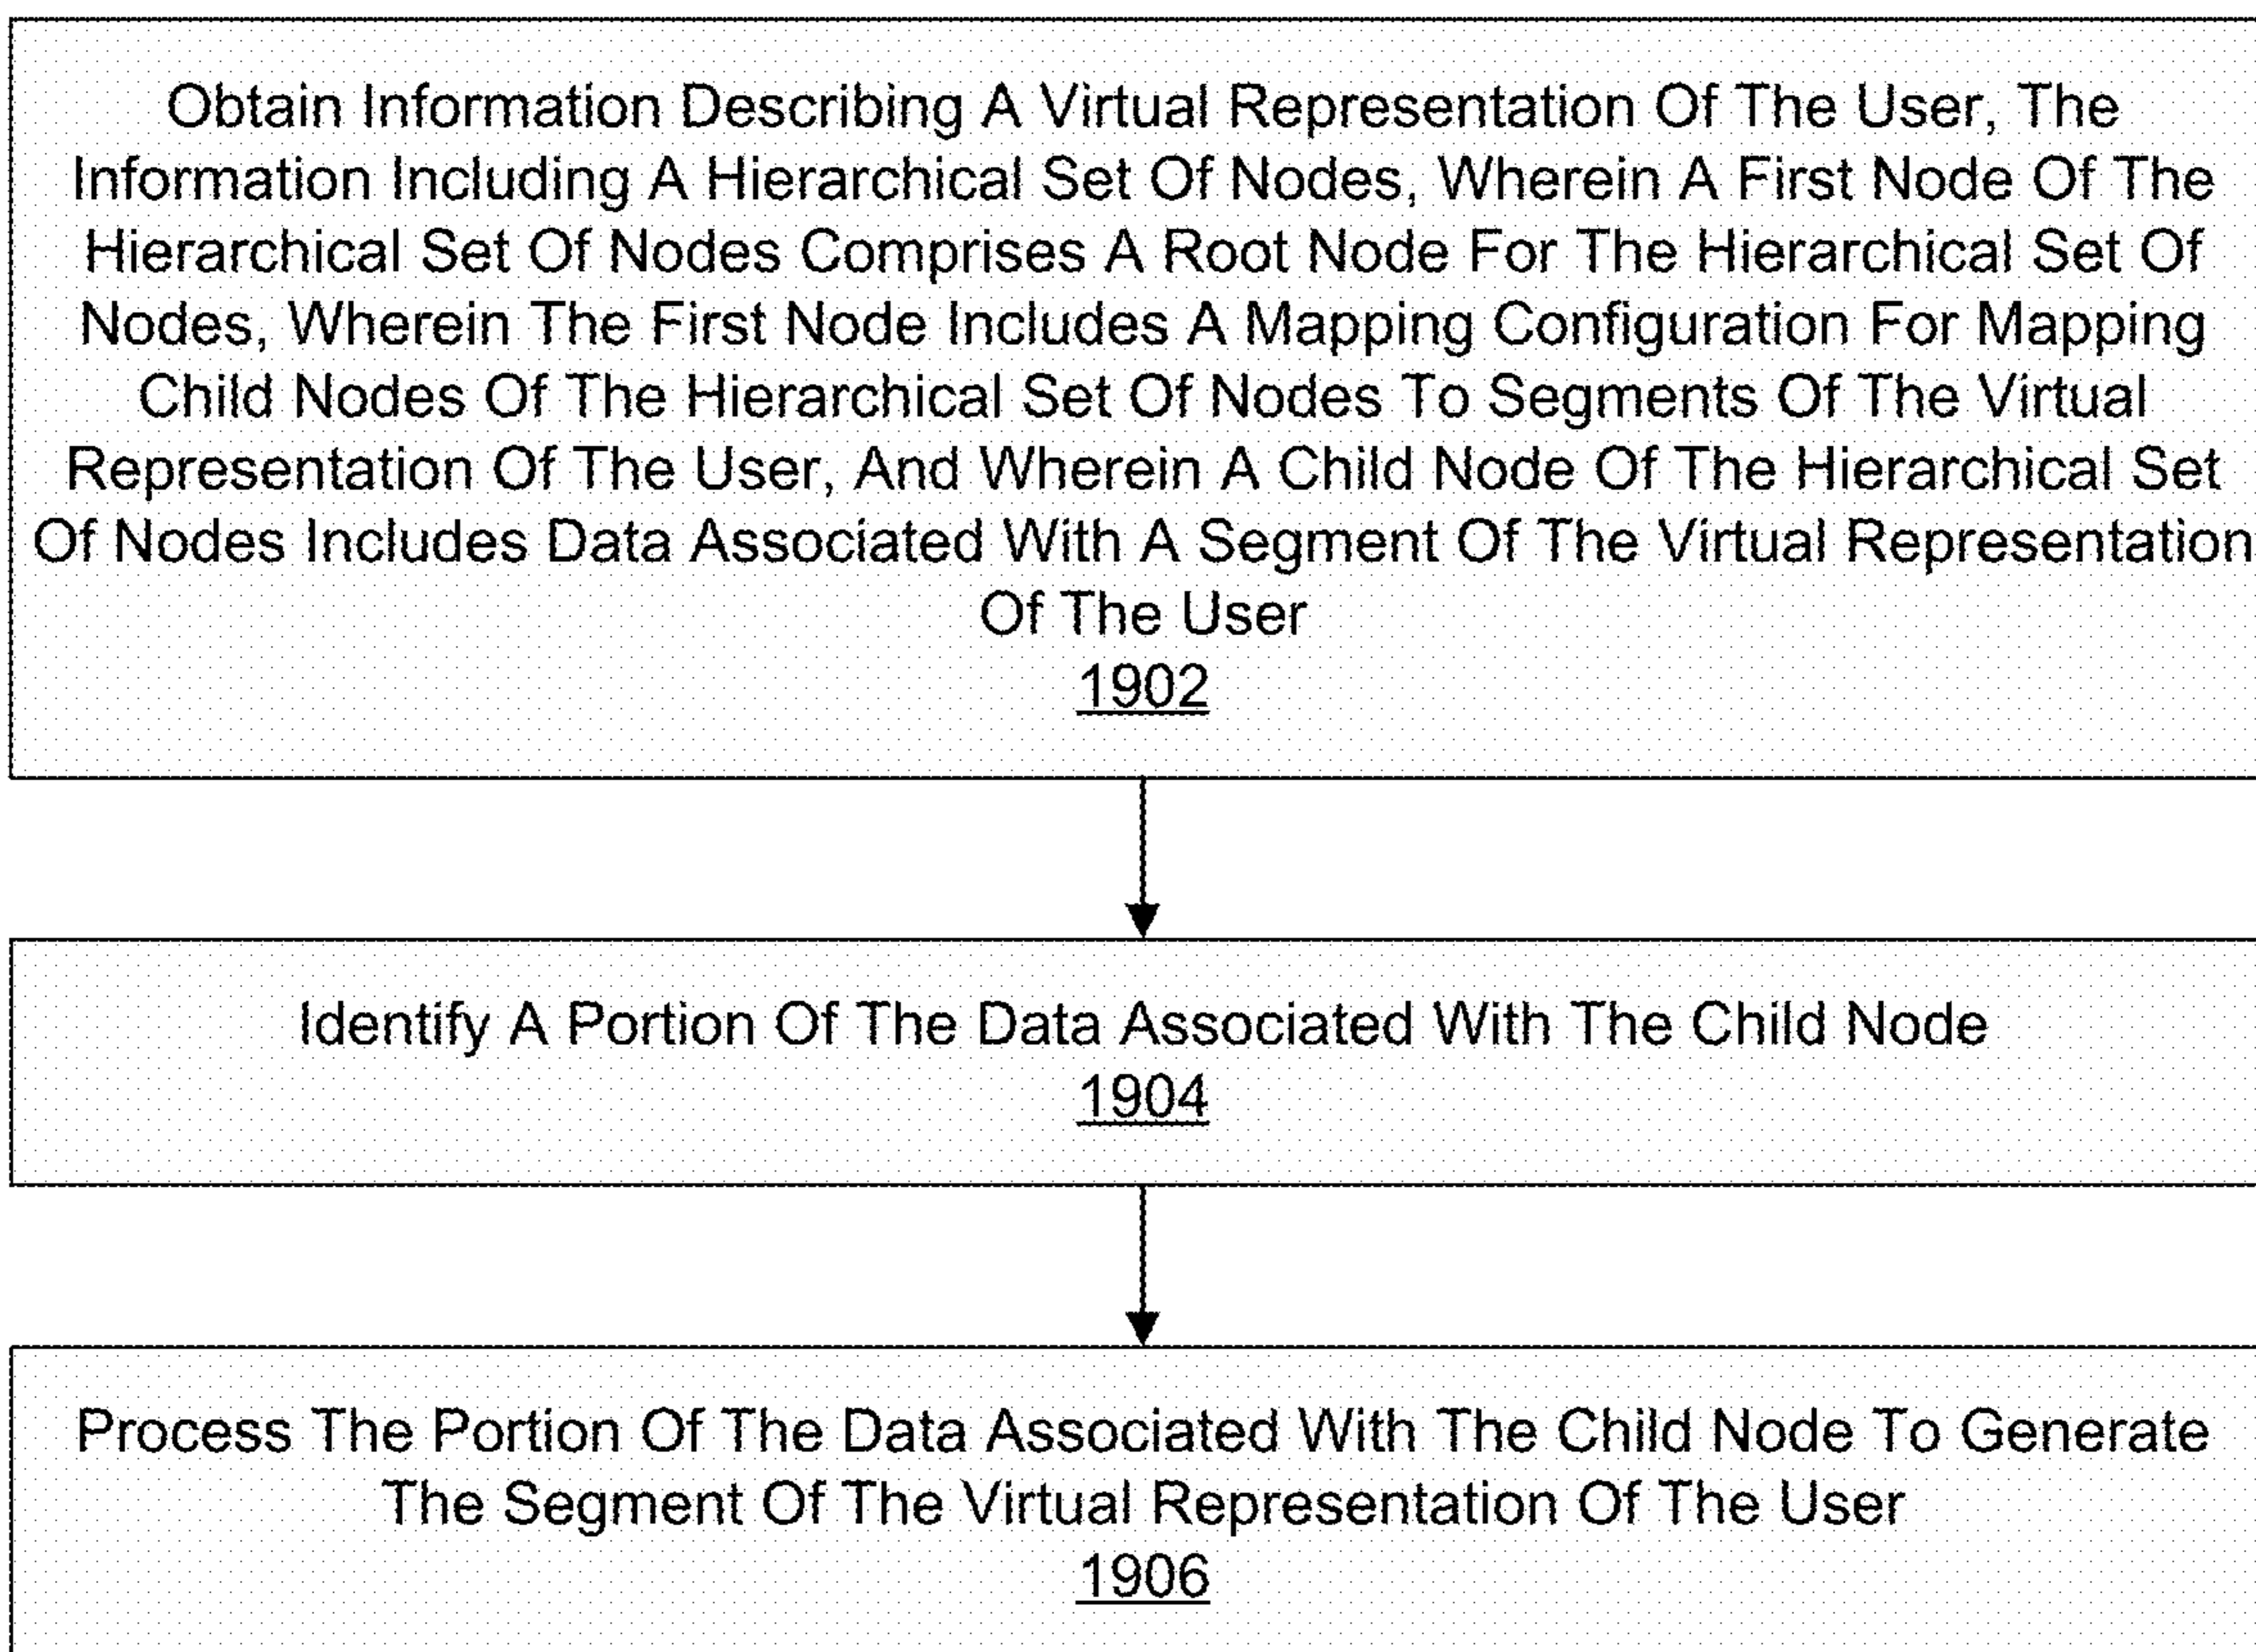 Obtain Information Describing A Virtual Representation Of The User, The
Information Including A Hierarchical Set Of Nodes, Wherein A First Node Of The
Hierarchical Set Of Nodes Comprises A Root Node For The Hierarchical Set Of
Nodes, Wherein The First Node Includes A Mapping Configuration For Mapping
Child Nodes Of The Hierarchical Set Of Nodes To Segments Of The Virtual
Representation Of The User, And Wherein A Child Node Of The Hierarchical Set
Of Nodes Includes Data Associated With A Segment Of The Virtual Representation
Of The User
1902
Identify A Portion Of The Data Associated With The Child Node
1904
Process The Portion Of The Data Associated With The Child Node To Generate
The Segment Of The Virtual Representation Of The User
1906